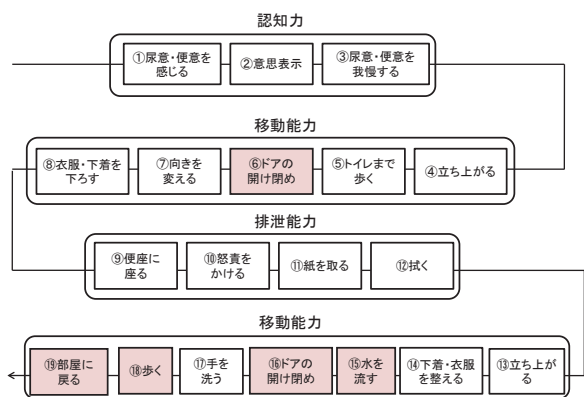 認知力
①尿意・便意を
感じる
②意思表示
③尿意・便意を
我慢する
移動能力
⑧衣服・下着を
下ろす
⑦向きを
変える
⑥ドアの
開け閉め
⑤トイレまで
歩く
④立ち上がる
排泄能力
⑨便座に
座る
⑩怒責を
かける
⑪紙を取る
⑫拭く
移動能力
⑲部屋に
戻る
⑱歩く
⑰手を
洗う
⑯ドアの
開け閉め
⑮水を
流す
⑭下着・衣服
を整える
⑬立ち上が
る